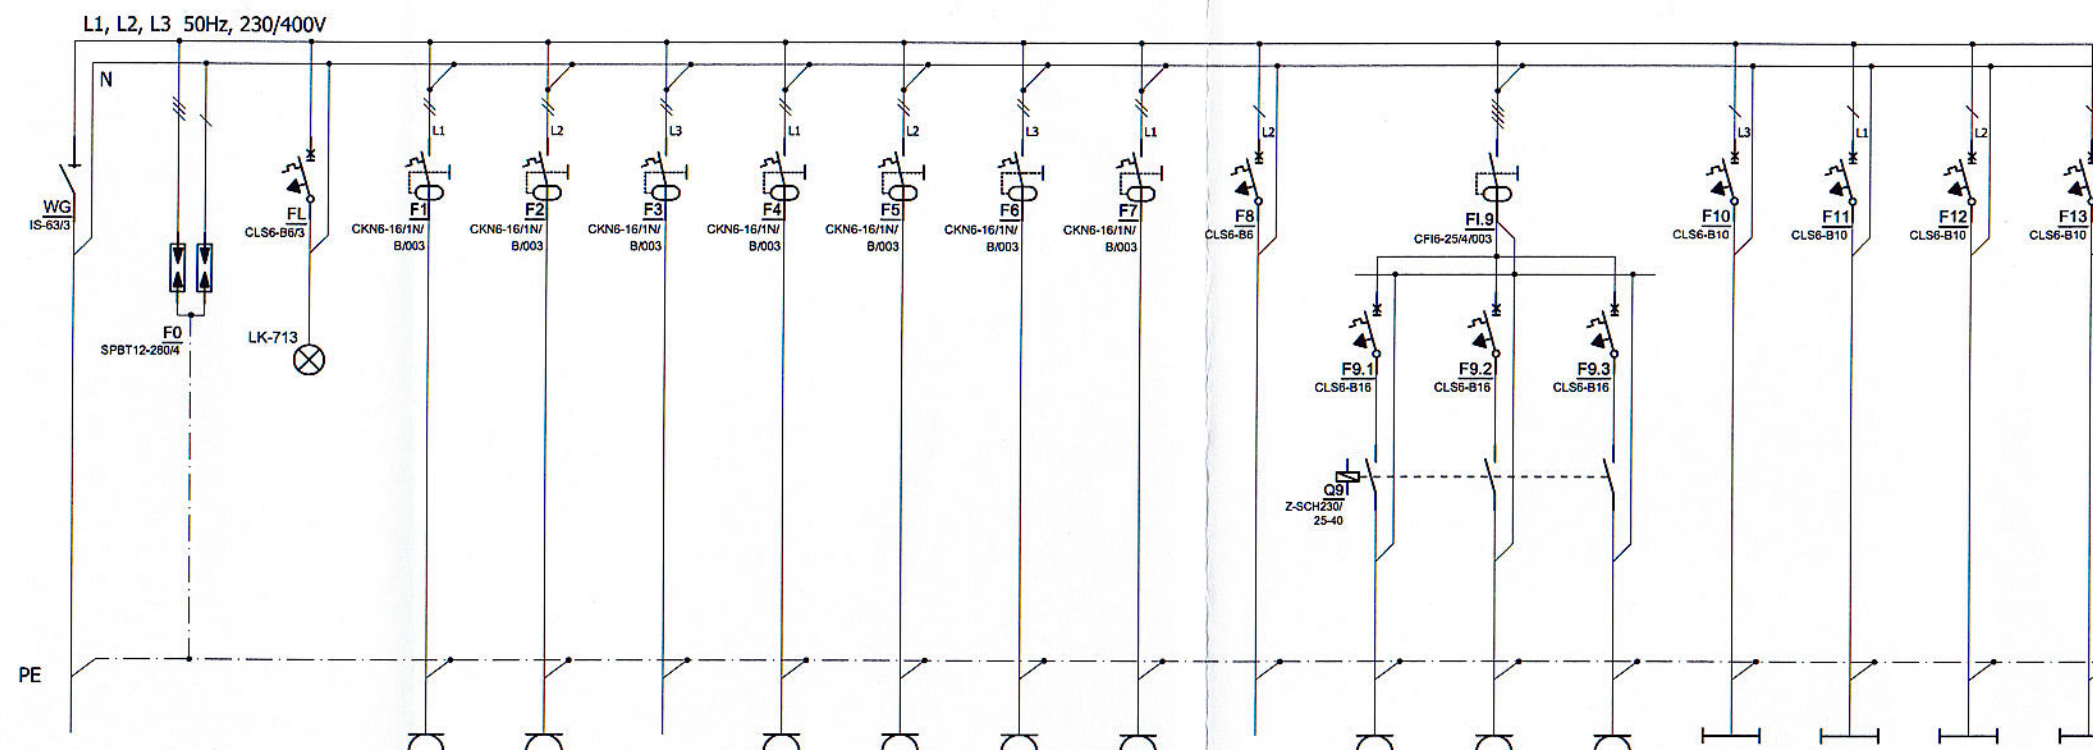 L1, L2, L3 50Hz, 230/400V
N
L1
L2
L3
L1
L2
L3
L1
L2
L3
L1
L2
WG
IS-63/3
FL
CLS6-B6/3
F1
CKN6-16/1N/
B/003
F2
CKN6-16/1N/
B/003
F3
CKN6-16/1N/
B/003
F4
CKN6-16/1N/
B/003
F5
CKN6-16/1N/
B/003
F6
CKN6-16/1N/
B/003
F7
CKN6-16/1N/
B/003
F8
CLS6-B6
FI.9
CFI6-25/4/003
F10
CLS6-B10
F11
CLS6-B10
F12
CLS6-B10
F13
CLS6-B10
F0
SPBT12-280/4
LK-713
F9.1
CLS6-B16
F9.2
CLS6-B16
F9.3
CLS6-B16
Q9
Z-SCH230/
25-40
PE